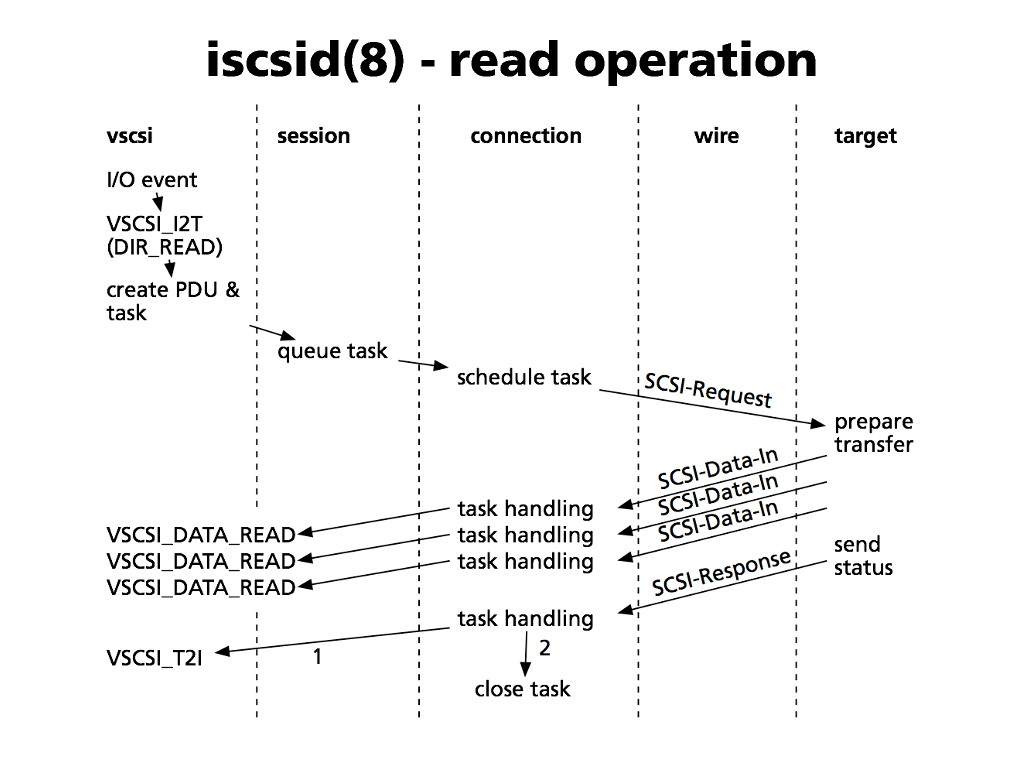 iscsid(8) - read operation
vscsi session connection wire target
I/O event
VSCSI_I2T
(DIR_READ)
create PDU &
task
queue task
schedule task
SCSI-Request
prepare
transfer
SCSI-Data-In
SCSI-Data-In
SCSI-Data-In
task handling
task handling
task handling
VSCSI_DATA_READ
VSCSI_DATA_READ
VSCSI_DATA_READ
send
status
SCSI-Response
task handling
1
2
VSCSI_T2I
close task